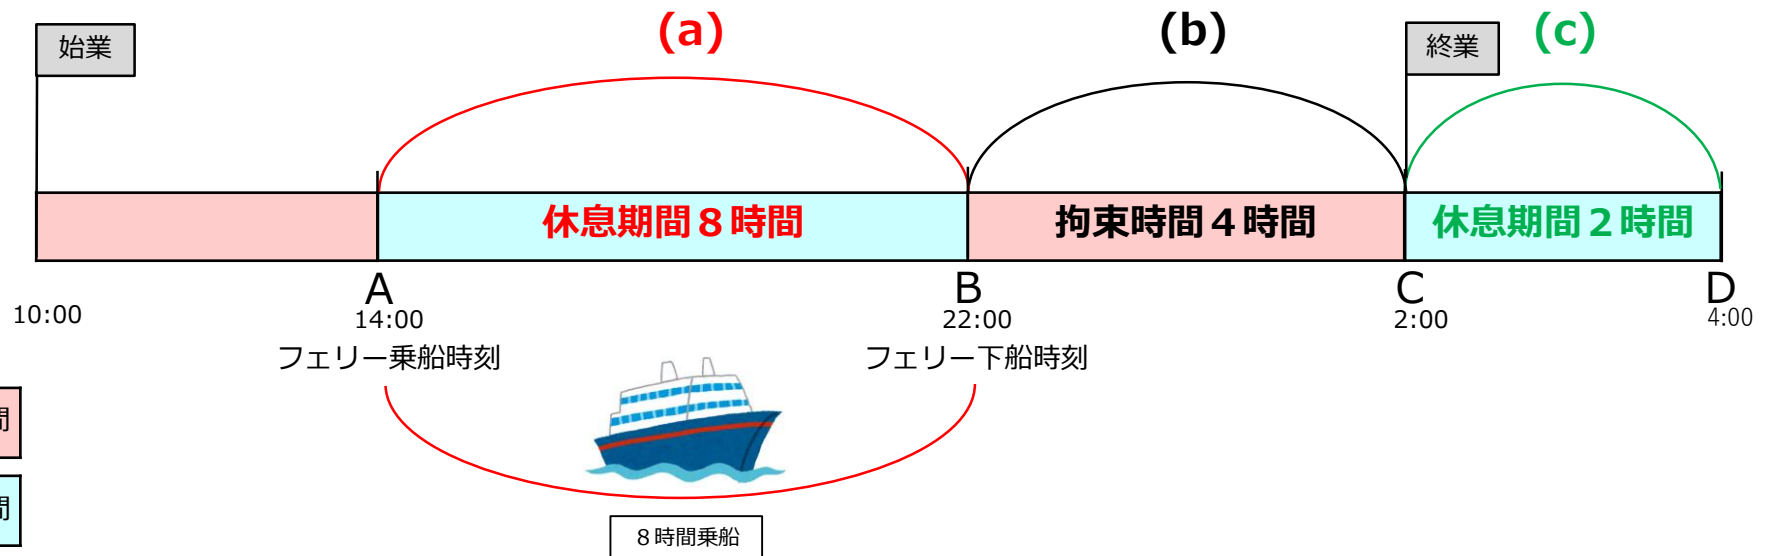 (a)
(b)
(c)
始業
終業
休息期間８時間
拘束時間４時間
休息期間２時間
A
B
C
D
10:00
14:00
22:00
2:00
4:00
フェリー乗船時刻
フェリー下船時刻
間
間
８時間乗船